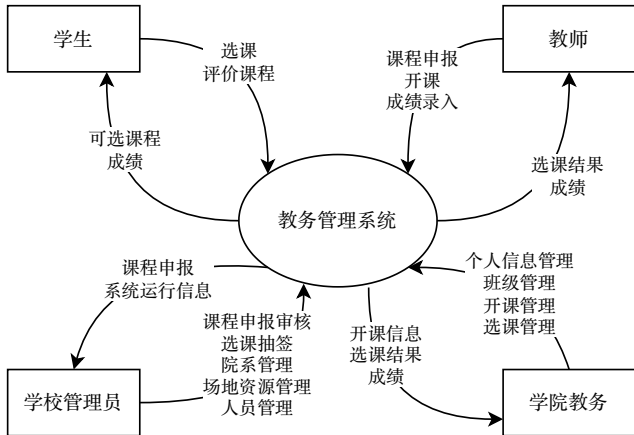 学生
教师
选课
评价课程
课程申报
开课
成绩录入
可选课程
成绩
选课结果
成绩
教务管理系统
课程申报
系统运行信息
个人信息管理
班级管理
开课管理
选课管理
课程申报审核
选课抽签
院系管理
场地资源管理
人员管理
开课信息
选课结果
成绩
学校管理员
学院教务